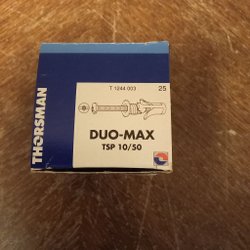 T 1244 003
25
DUO-MAX
TSP 10/50
THORSMAN